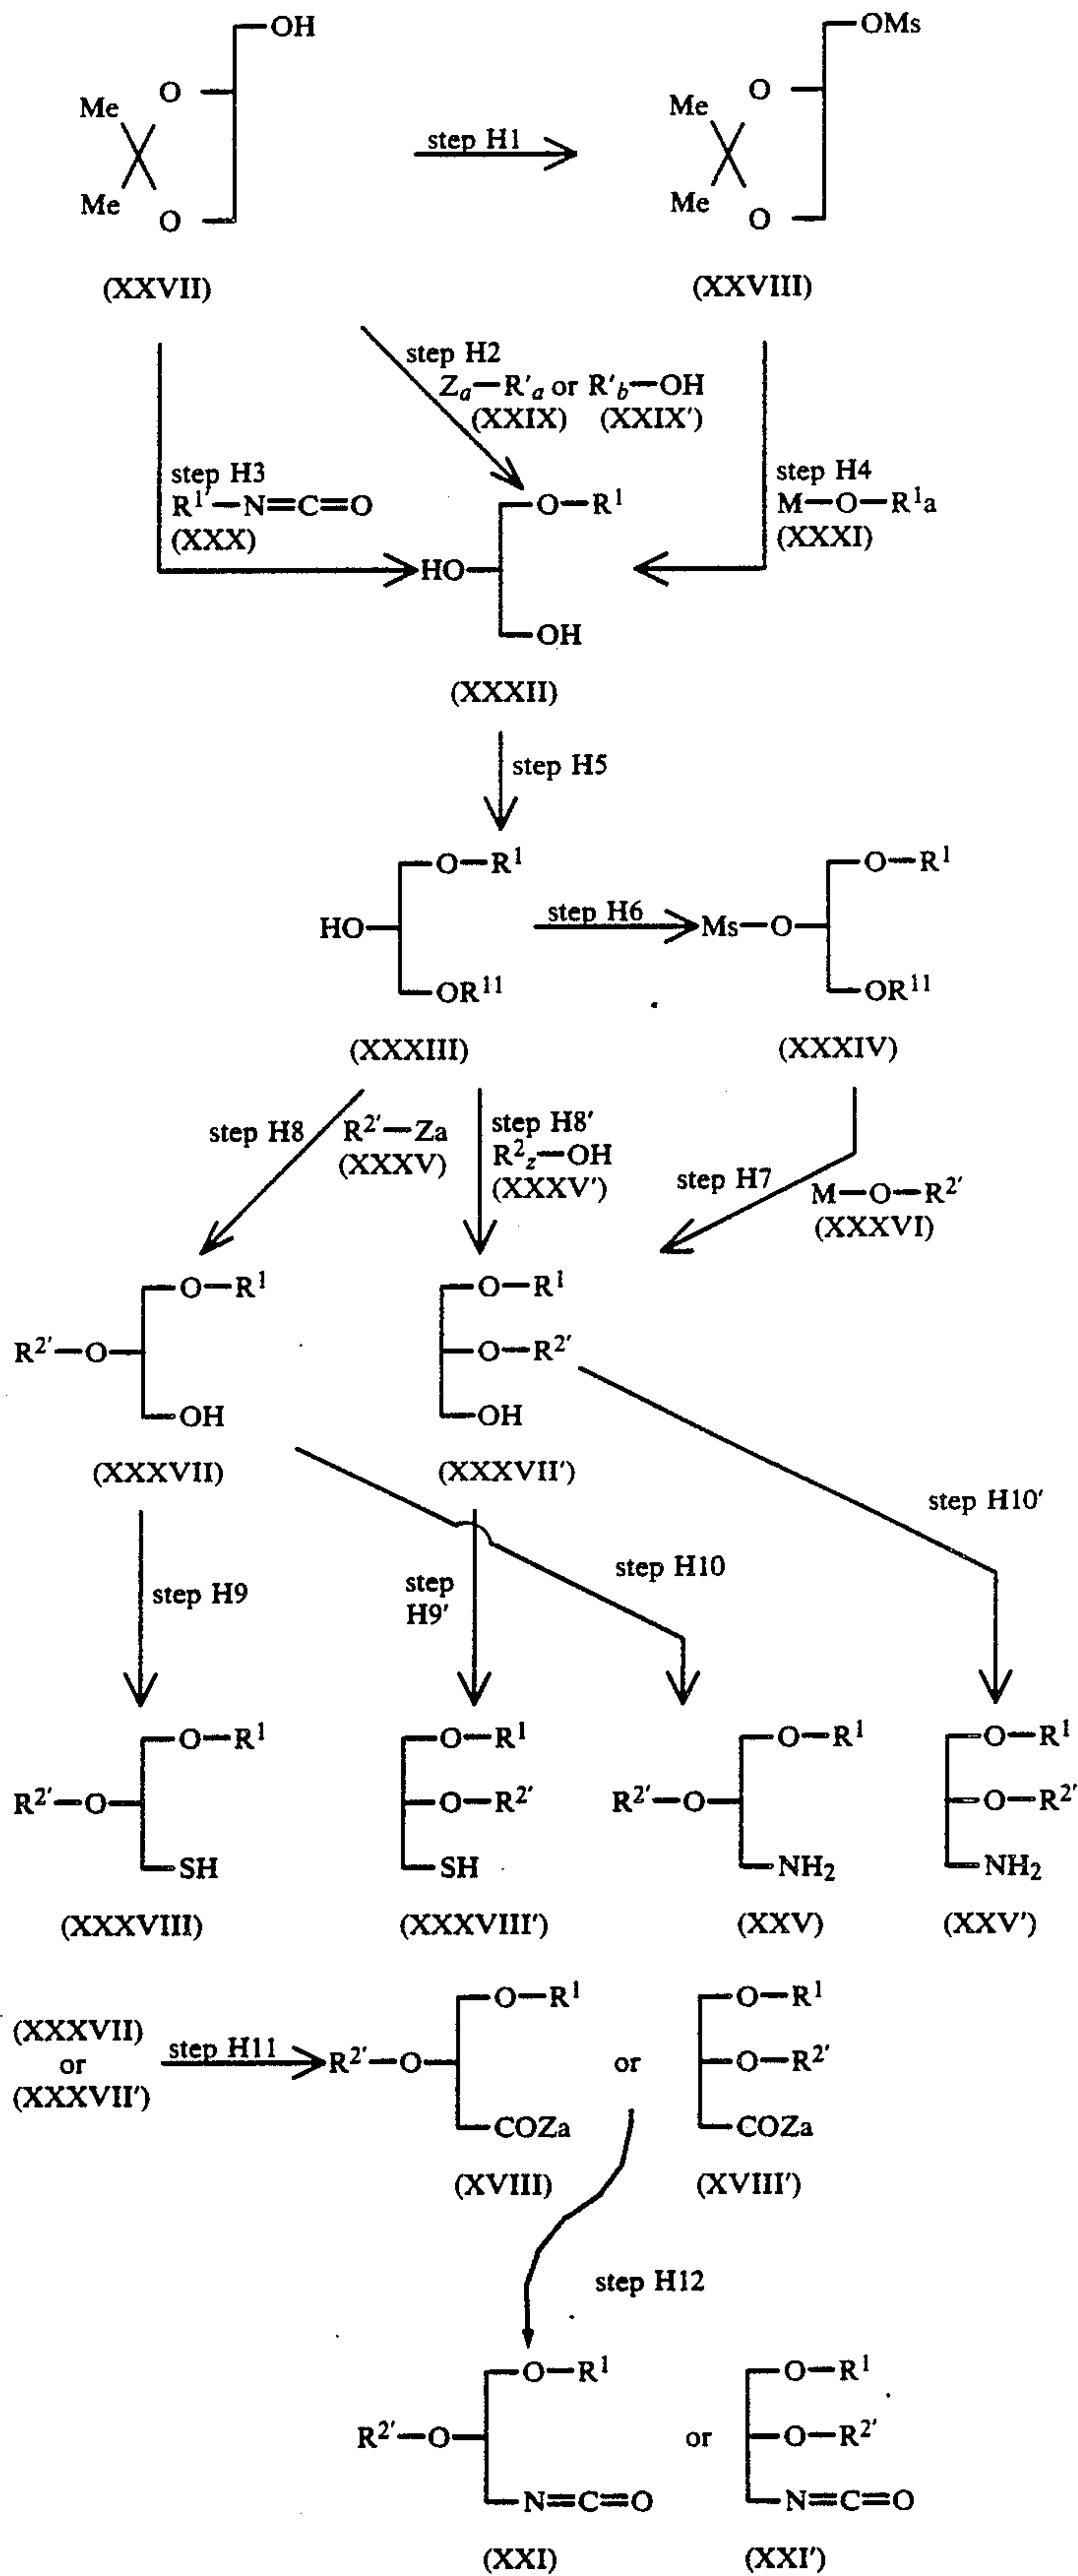 OH
O
Me
Me
O
(XXVII)
step H1
OMs
O
Me
Me
O
(XXVIII)
step H2
Zₐ—R'ₐ or R'b—OH
(XXIX) (XXIX')
step H3
R¹'—N=C=O
(XXX)
step H4
M—O—R¹a
(XXXI)
O—R¹
HO
OH
(XXXII)
step H5
O—R¹
HO
OR¹¹
(XXXIII)
step H6
O—R¹
Ms—O
OR¹¹
(XXXIV)
step H8
R²'—Za
(XXXV)
step H8'
R²z—OH
(XXXV')
step H7
M—O—R²'
(XXXVI)
O—R¹
R²'—O
OH
(XXXVII)
O—R¹
O—R²'
OH
(XXXVII')
step H9
step
H9'
step H10
step H10'
O—R¹
R²'—O
SH
(XXXVIII)
O—R¹
O—R²'
SH
(XXXVIII')
O—R¹
R²'—O
NH₂
(XXV)
O—R¹
O—R²'
NH₂
(XXV')
(XXXVII)
or
(XXXVII')
step H11
O—R¹
R²'—O
COZa
(XVIII)
or
O—R¹
O—R²'
COZa
(XVIII')
step H12
O—R¹
R²'—O
N=C=O
(XXI)
or
O—R¹
O—R²'
N=C=O
(XXI')